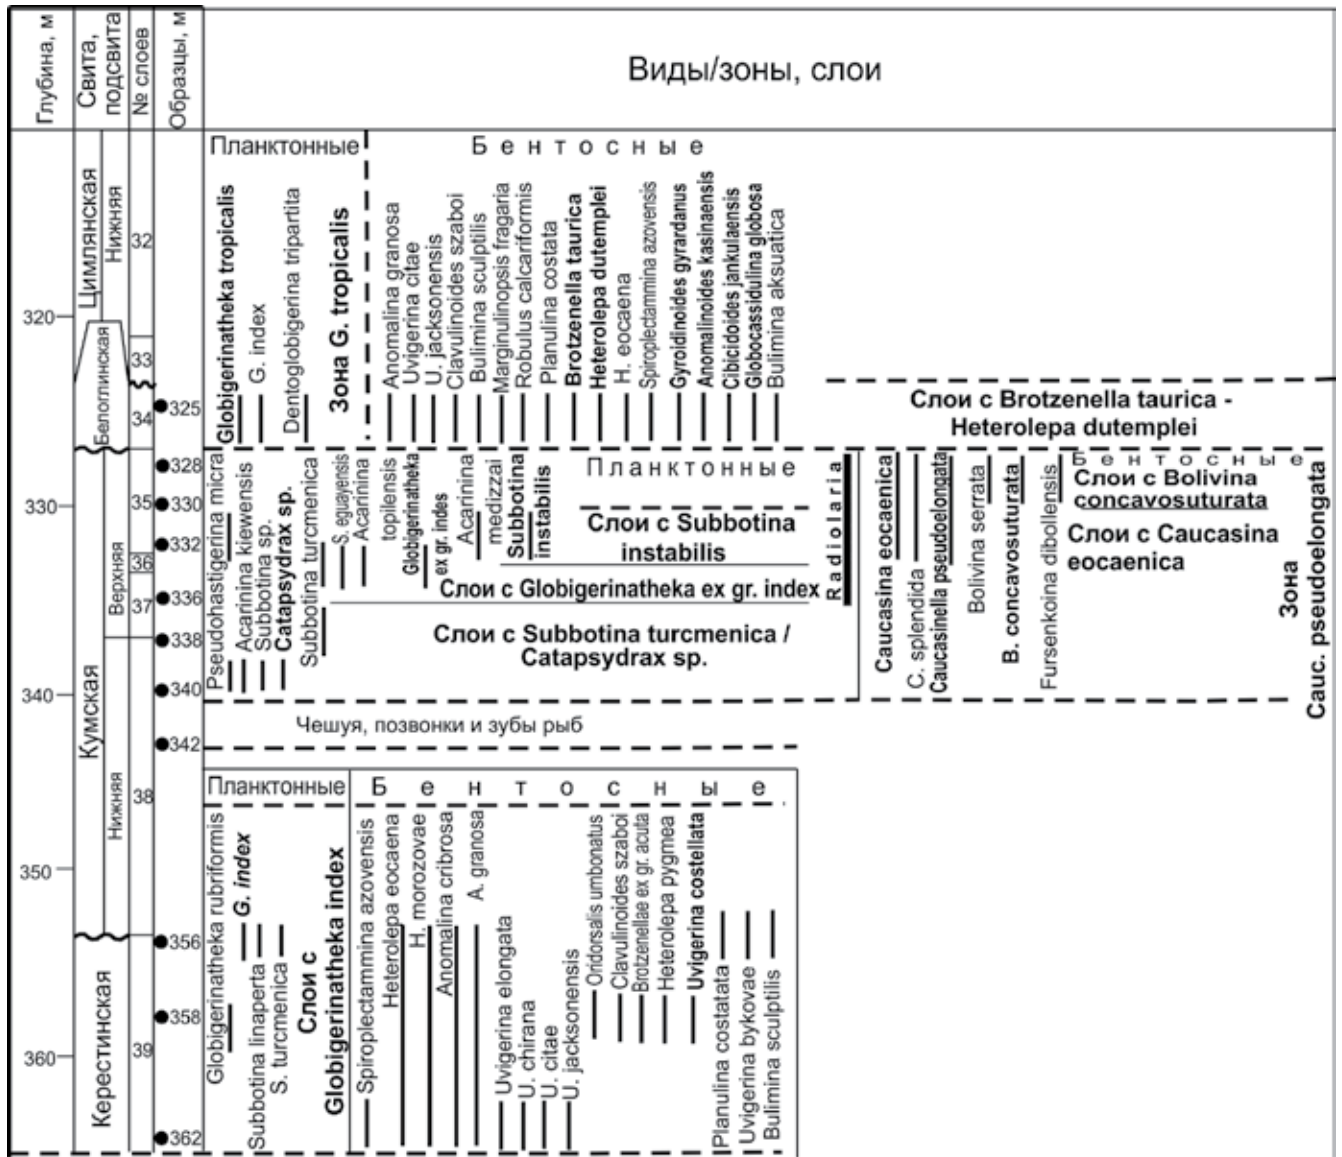 Глубина, м
Свита,
подсвита
№ слоев
Образцы, м
Виды/зоны, слои
Цимлянская
Нижняя
Белоглинская
Кумская
Верхняя
Нижняя
Керестинская
320
330
340
350
360
32
33
34
35
36
37
38
39
325
328
330
332
336
338
340
342
356
358
362
Планктонные
Бентосные
Globigerinatheka tropicalis
G. index
Dentoglobigerina tripartita
Зона G. tropicalis
Anomalina granosa
Uvigerina citae
U. jacksonensis
Clavulinoides szaboi
Bulimina sculptilis
Marginulinopsis fragaria
Robulus calcariformis
Planulina costata
Brotzenella taurica
Heterolepa dutemplei
H. eocaena
Spiroplectammina azovensis
Gyroidinoides gyrardanus
Anomalinoides kasinaensis
Cibicidoides jankulaensis
Globocassidulina globosa
Bulimina aksuatica
Слои с Brotzenella taurica -
Heterolepa dutemplei
Pseudohastigerina micra
Acarinina kiewensis
Subbotina sp.
Catapsydrax sp.
Subbotina turcmenica
S. eguayensis
Acarinina
topilensis
Globigerinatheka
ex gr. indes
Acarinina
medizzai
Subbotina
instabilis
Планктонные
Слои с Subbotina
instabilis
Слои с Globigerinatheka ex gr. index
Слои с Subbotina turcmenica /
Catapsydrax sp.
Radiolaria
Caucasina eocaenica
C. splendida
Caucasinella pseudoelongata
Bolivina serrata
B. concavosuturata
Fursenkoina dibollensis
Бентосные
Слои с Bolivina
concavosuturata
Слои с Caucasina
eocaenica
Зона
Cauc. pseudoelongata
Чешуя, позвонки и зубы рыб
Планктонные
Бентосные
Globigerinatheka rubriformis
G. index
Subbotina linaperta
S. turcmenica
Слои с
Globigerinatheka index
Spiroplectammina azovensis
Heterolepa eocaena
H. morozovae
Anomalina cribrosa
A. granosa
Uvigerina elongata
U. chirana
U. citae
U. jacksonensis
Oridorsalis umbonatus
Clavulinoides szaboi
Brotzenellae ex gr. acuta
Heterolepa pygmea
Uvigerina costellata
Planulina costatata
Uvigerina bykovae
Bulimina sculptilis